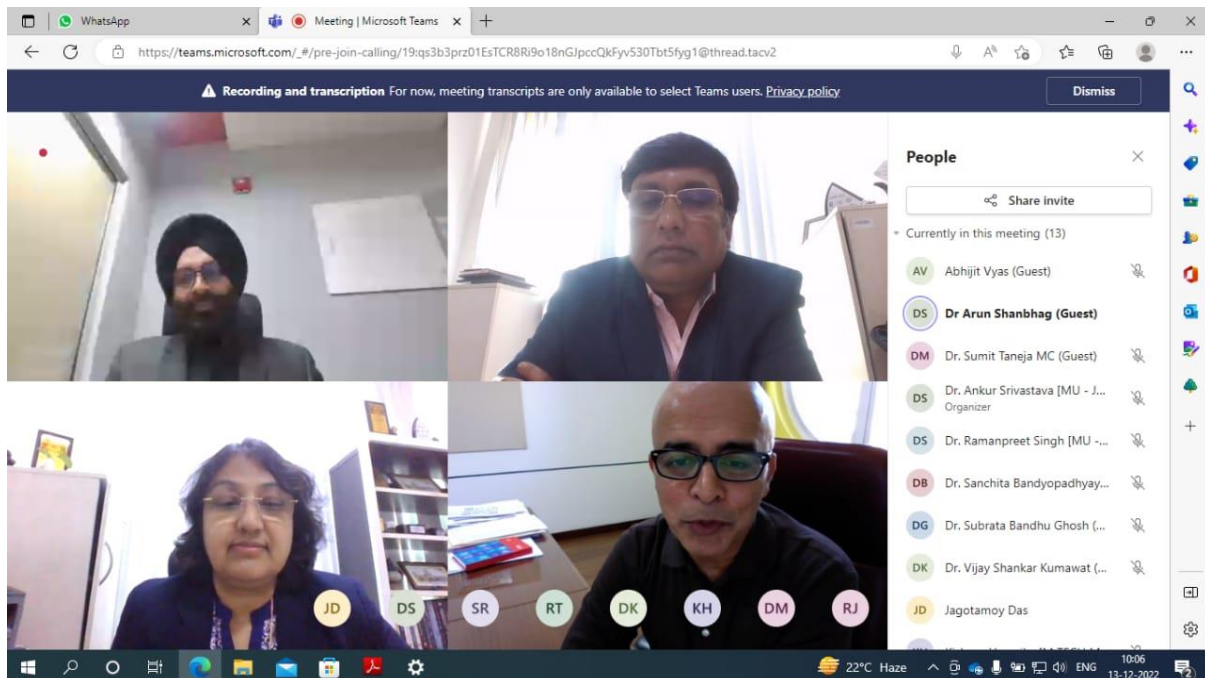 WhatsApp
Meeting | Microsoft Teams
https://teams.microsoft.com/_#/pre-join-calling/19:qs3b3prz01EsTCR8Ri9o18nGJpccQkFyv530Tbt5fyg1@thread.tacv2
Recording and transcription For now, meeting transcripts are only available to select Teams users. Privacy policy
Dismiss
People
Share invite
Currently in this meeting (13)
AV Abhijit Vyas (Guest)
DS Dr Arun Shanbhag (Guest)
DM Dr. Sumit Taneja MC (Guest)
DS Dr. Ankur Srivastava [MU - J...
Organizer
DS Dr. Ramanpreet Singh [MU -...
DB Dr. Sanchita Bandyopadhyay...
DG Dr. Subrata Bandhu Ghosh (...
DK Dr. Vijay Shankar Kumawat (...
JD Jagotamoy Das
JD DS SR RT DK KH DM RJ
22°C Haze
ENG
10:06
13-12-2022